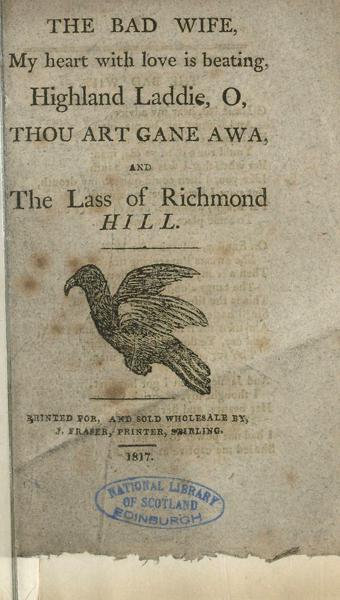 THE BAD WIFE,
My heart with love is beating,
Highland Laddie, O,
THOU ART GANE AWA,
AND
The Lass of Richmond
HILL.
PRINTED FOR, AND SOLD WHOLESALE BY,
J. FRASER, PRINTER, STIRLING.
1817.
NATIONAL LIBRARY
OF SCOTLAND
EDINBURGH